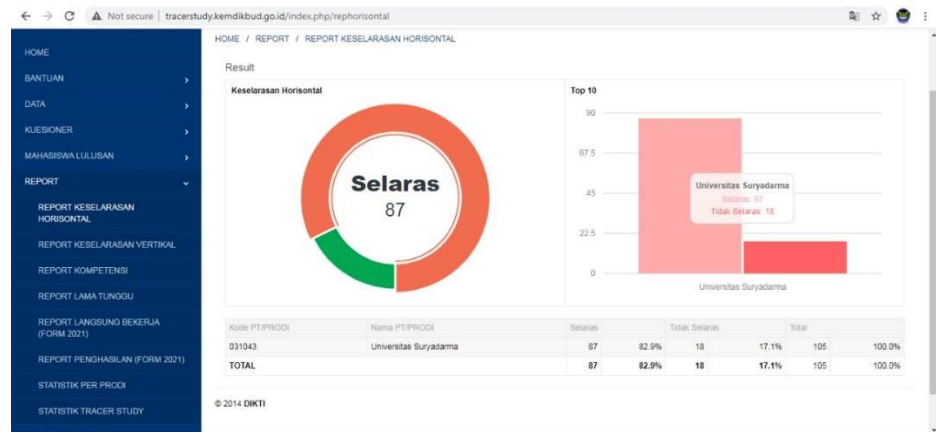 Not secure | tracerstudy.kemdikbud.go.id/index.php/rephorisontal
HOME
BANTUAN
DATA
KUESIONER
MAHASISWA LULUSAN
REPORT
REPORT KESELARASAN
HORISONTAL
REPORT KESELARASAN VERTIKAL
REPORT KOMPETENSI
REPORT LAMA TUNGGU
REPORT LANGSUNG BEKERJA
(FORM 2021)
REPORT PENGHASILAN (FORM 2021)
STATISTIK PER PRODI
STATISTIK TRACER STUDY
HOME / REPORT / REPORT KESELARASAN HORISONTAL
Result
Keselarasan Horisontal
Selaras
87
Top 10
90
67.5
45
22.5
0
Universitas Suryadarma
Selaras: 87
Tidak Selaras: 18
Universitas Suryadarma
Kode PT/PRODI Nama PT/PRODI Selaras Tidak Selaras Total
031043 Universitas Suryadarma 87 82.9% 18 17.1% 105 100.0%
TOTAL 87 82.9% 18 17.1% 105 100.0%
© 2014 DIKTI